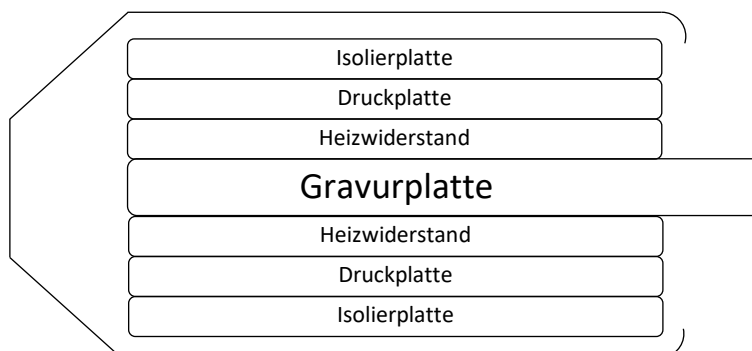 Isolierplatte
Druckplatte
Heizwiderstand
Gravurplatte
Heizwiderstand
Druckplatte
Isolierplatte